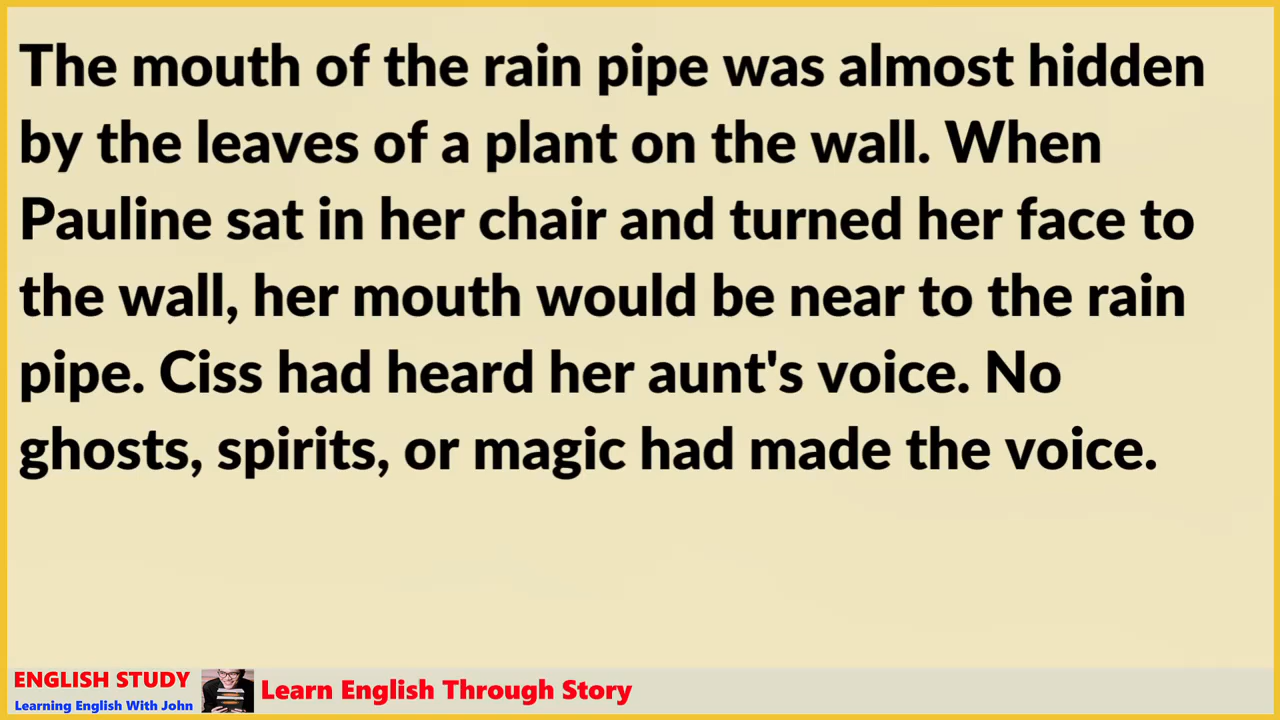 The mouth of the rain pipe was almost hidden
by the leaves of a plant on the wall. When
Pauline sat in her chair and turned her face to
the wall, her mouth would be near to the rain
pipe. Ciss had heard her aunt's voice. No
ghosts, spirits, or magic had made the voice.
ENGLISH STUDY
Learning English With John
Learn English Through Story